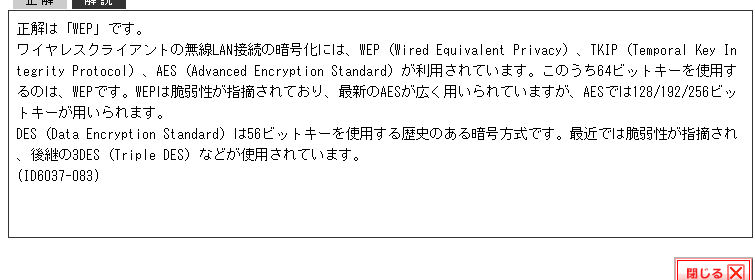 正解 解説
正解は「WEP」です。
ワイヤレスクライアントの無線LAN接続の暗号化には、WEP（Wired Equivalent Privacy）、TKIP（Temporal Key In
tegrity Protocol）、AES（Advanced Encryption Standard）が利用されています。このうち64ビットキーを使用す
るのは、WEPです。WEPは脆弱性が指摘されており、最新のAESが広く用いられていますが、AESでは128/192/256ビッ
トキーが用いられます。
DES（Data Encryption Standard）は56ビットキーを使用する歴史のある暗号方式です。最近では脆弱性が指摘され
、後継の3DES（Triple DES）などが使用されています。
(ID6037-083)
閉じる